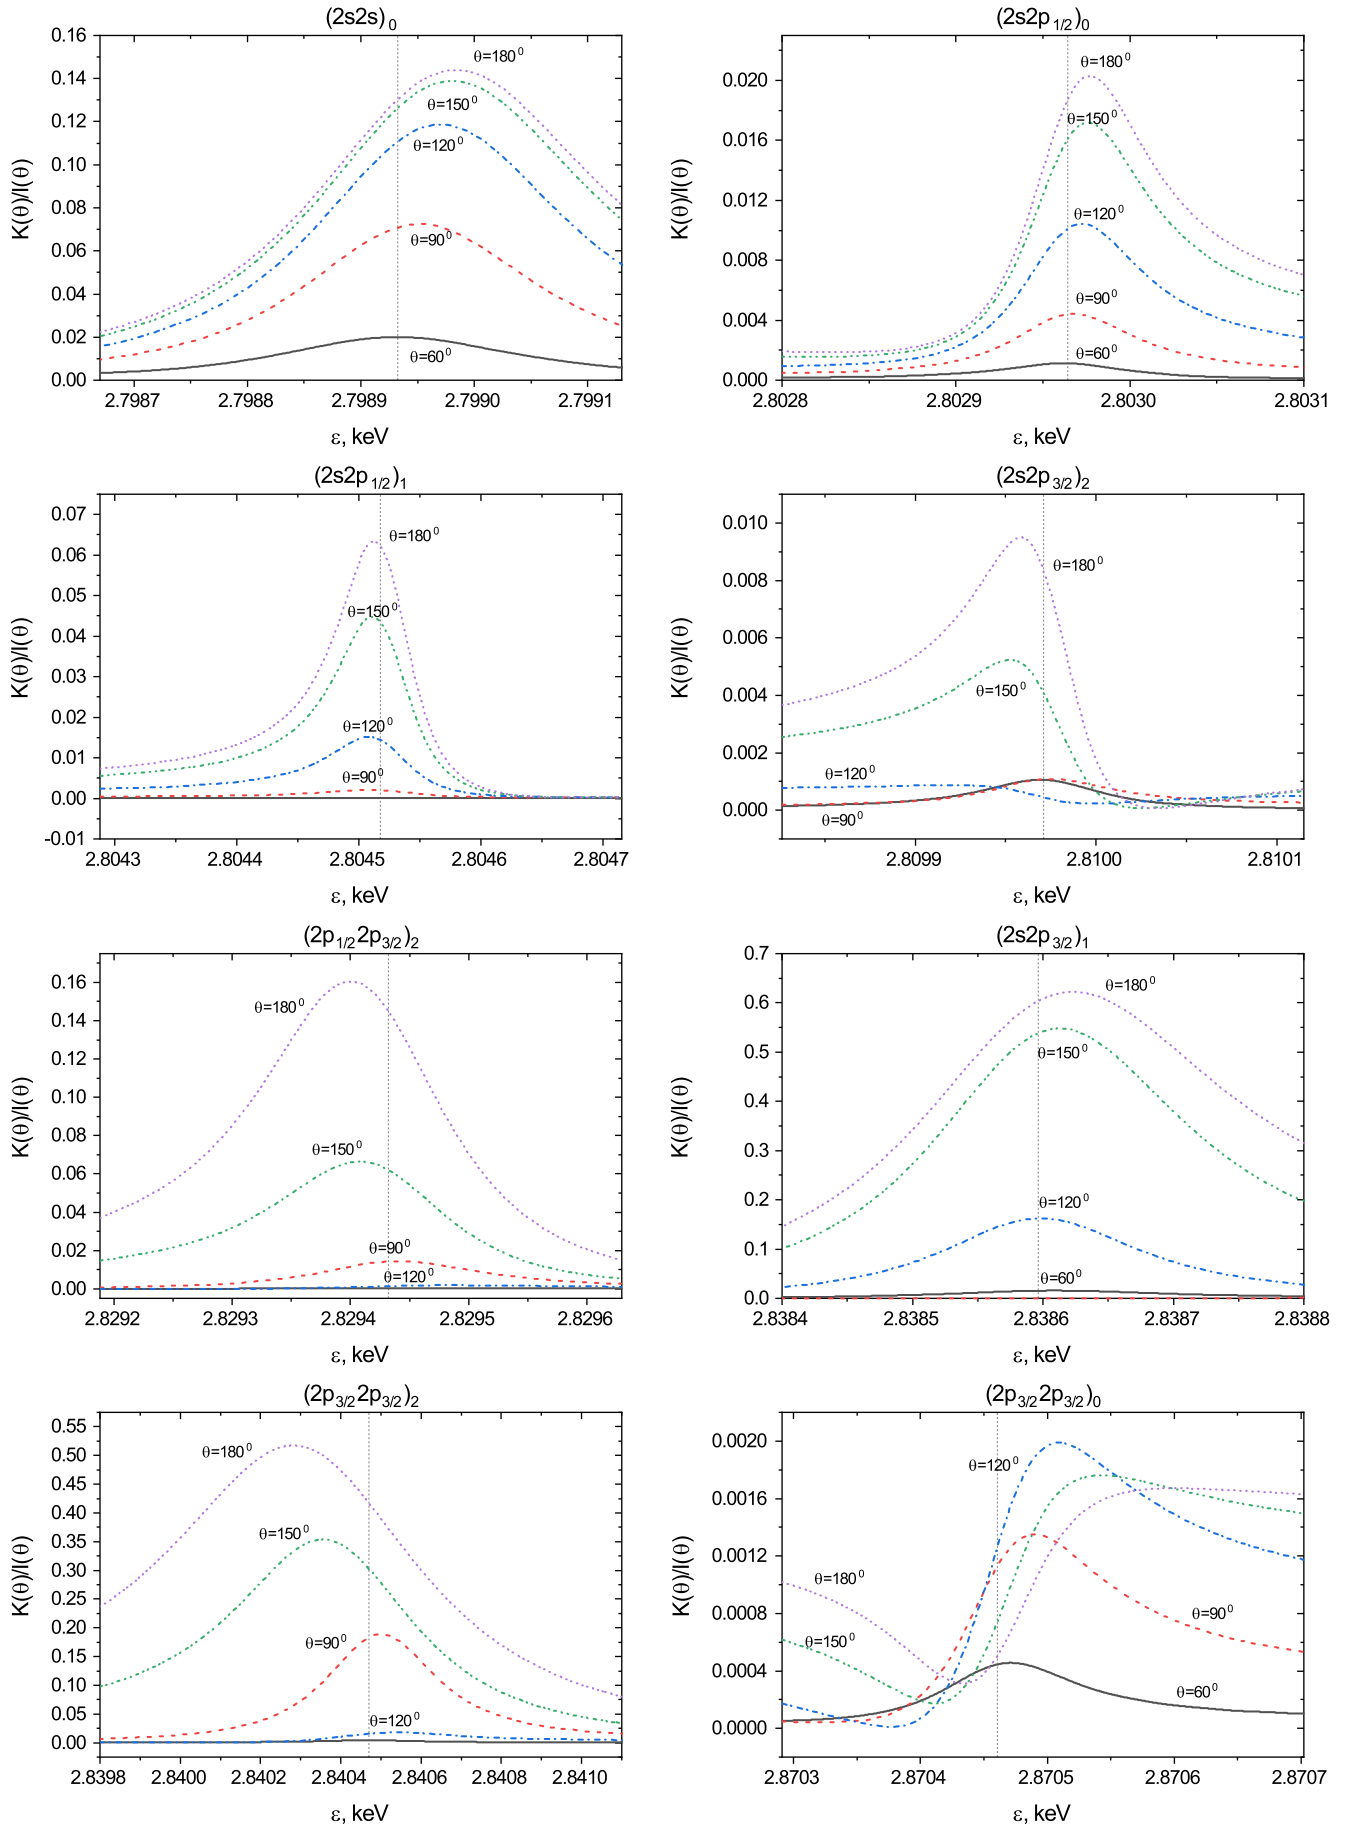 (2s2s)₀
0.16
0.14
0.12
0.10
0.08
0.06
0.04
0.02
0.00
K(θ)/I(θ)
θ=180⁰
θ=150⁰
θ=120⁰
θ=90⁰
θ=60⁰
2.7987 2.7988 2.7989 2.7990 2.7991
ε, keV
(2s2p₁/₂)₀
0.020
0.016
0.012
0.008
0.004
0.000
K(θ)/I(θ)
θ=180⁰
θ=150⁰
θ=120⁰
θ=90⁰
θ=60⁰
2.8028 2.8029 2.8030 2.8031
ε, keV
(2s2p₁/₂)₁
0.07
0.06
0.05
0.04
0.03
0.02
0.01
0.00
-0.01
K(θ)/I(θ)
θ=180⁰
θ=150⁰
θ=120⁰
θ=90⁰
2.80443 2.8044 2.80445 2.80446 2.80447
ε, keV
(2s2p₃/₂)₂
0.010
0.008
0.006
0.004
0.002
0.000
K(θ)/I(θ)
θ=180⁰
θ=150⁰
θ=120⁰
θ=90⁰
2.8099 2.8100 2.8101
ε, keV
(2p₁/₂2p₃/₂)₂
0.16
0.14
0.12
0.10
0.08
0.06
0.04
0.02
0.00
K(θ)/I(θ)
θ=180⁰
θ=150⁰
θ=90⁰
θ=120⁰
2.8292 2.8293 2.8294 2.8295 2.8296
ε, keV
(2s2p₃/₂)₁
0.7
0.6
0.5
0.4
0.3
0.2
0.1
0.0
K(θ)/I(θ)
θ=180⁰
θ=150⁰
θ=120⁰
θ=60⁰
2.8384 2.8385 2.8386 2.8387 2.8388
ε, keV
(2p₃/₂2p₃/₂)₂
0.55
0.50
0.45
0.40
0.35
0.30
0.25
0.20
0.15
0.10
0.05
0.00
K(θ)/I(θ)
θ=180⁰
θ=150⁰
θ=90⁰
θ=120⁰
2.8398 2.8400 2.8402 2.8404 2.8406 2.8408 2.8410
ε, keV
(2p₃/₂2p₃/₂)₀
0.0020
0.0016
0.0012
0.0008
0.0004
0.0000
K(θ)/I(θ)
θ=120⁰
θ=180⁰
θ=90⁰
θ=150⁰
θ=60⁰
2.8703 2.8704 2.8705 2.8706 2.8707
ε, keV